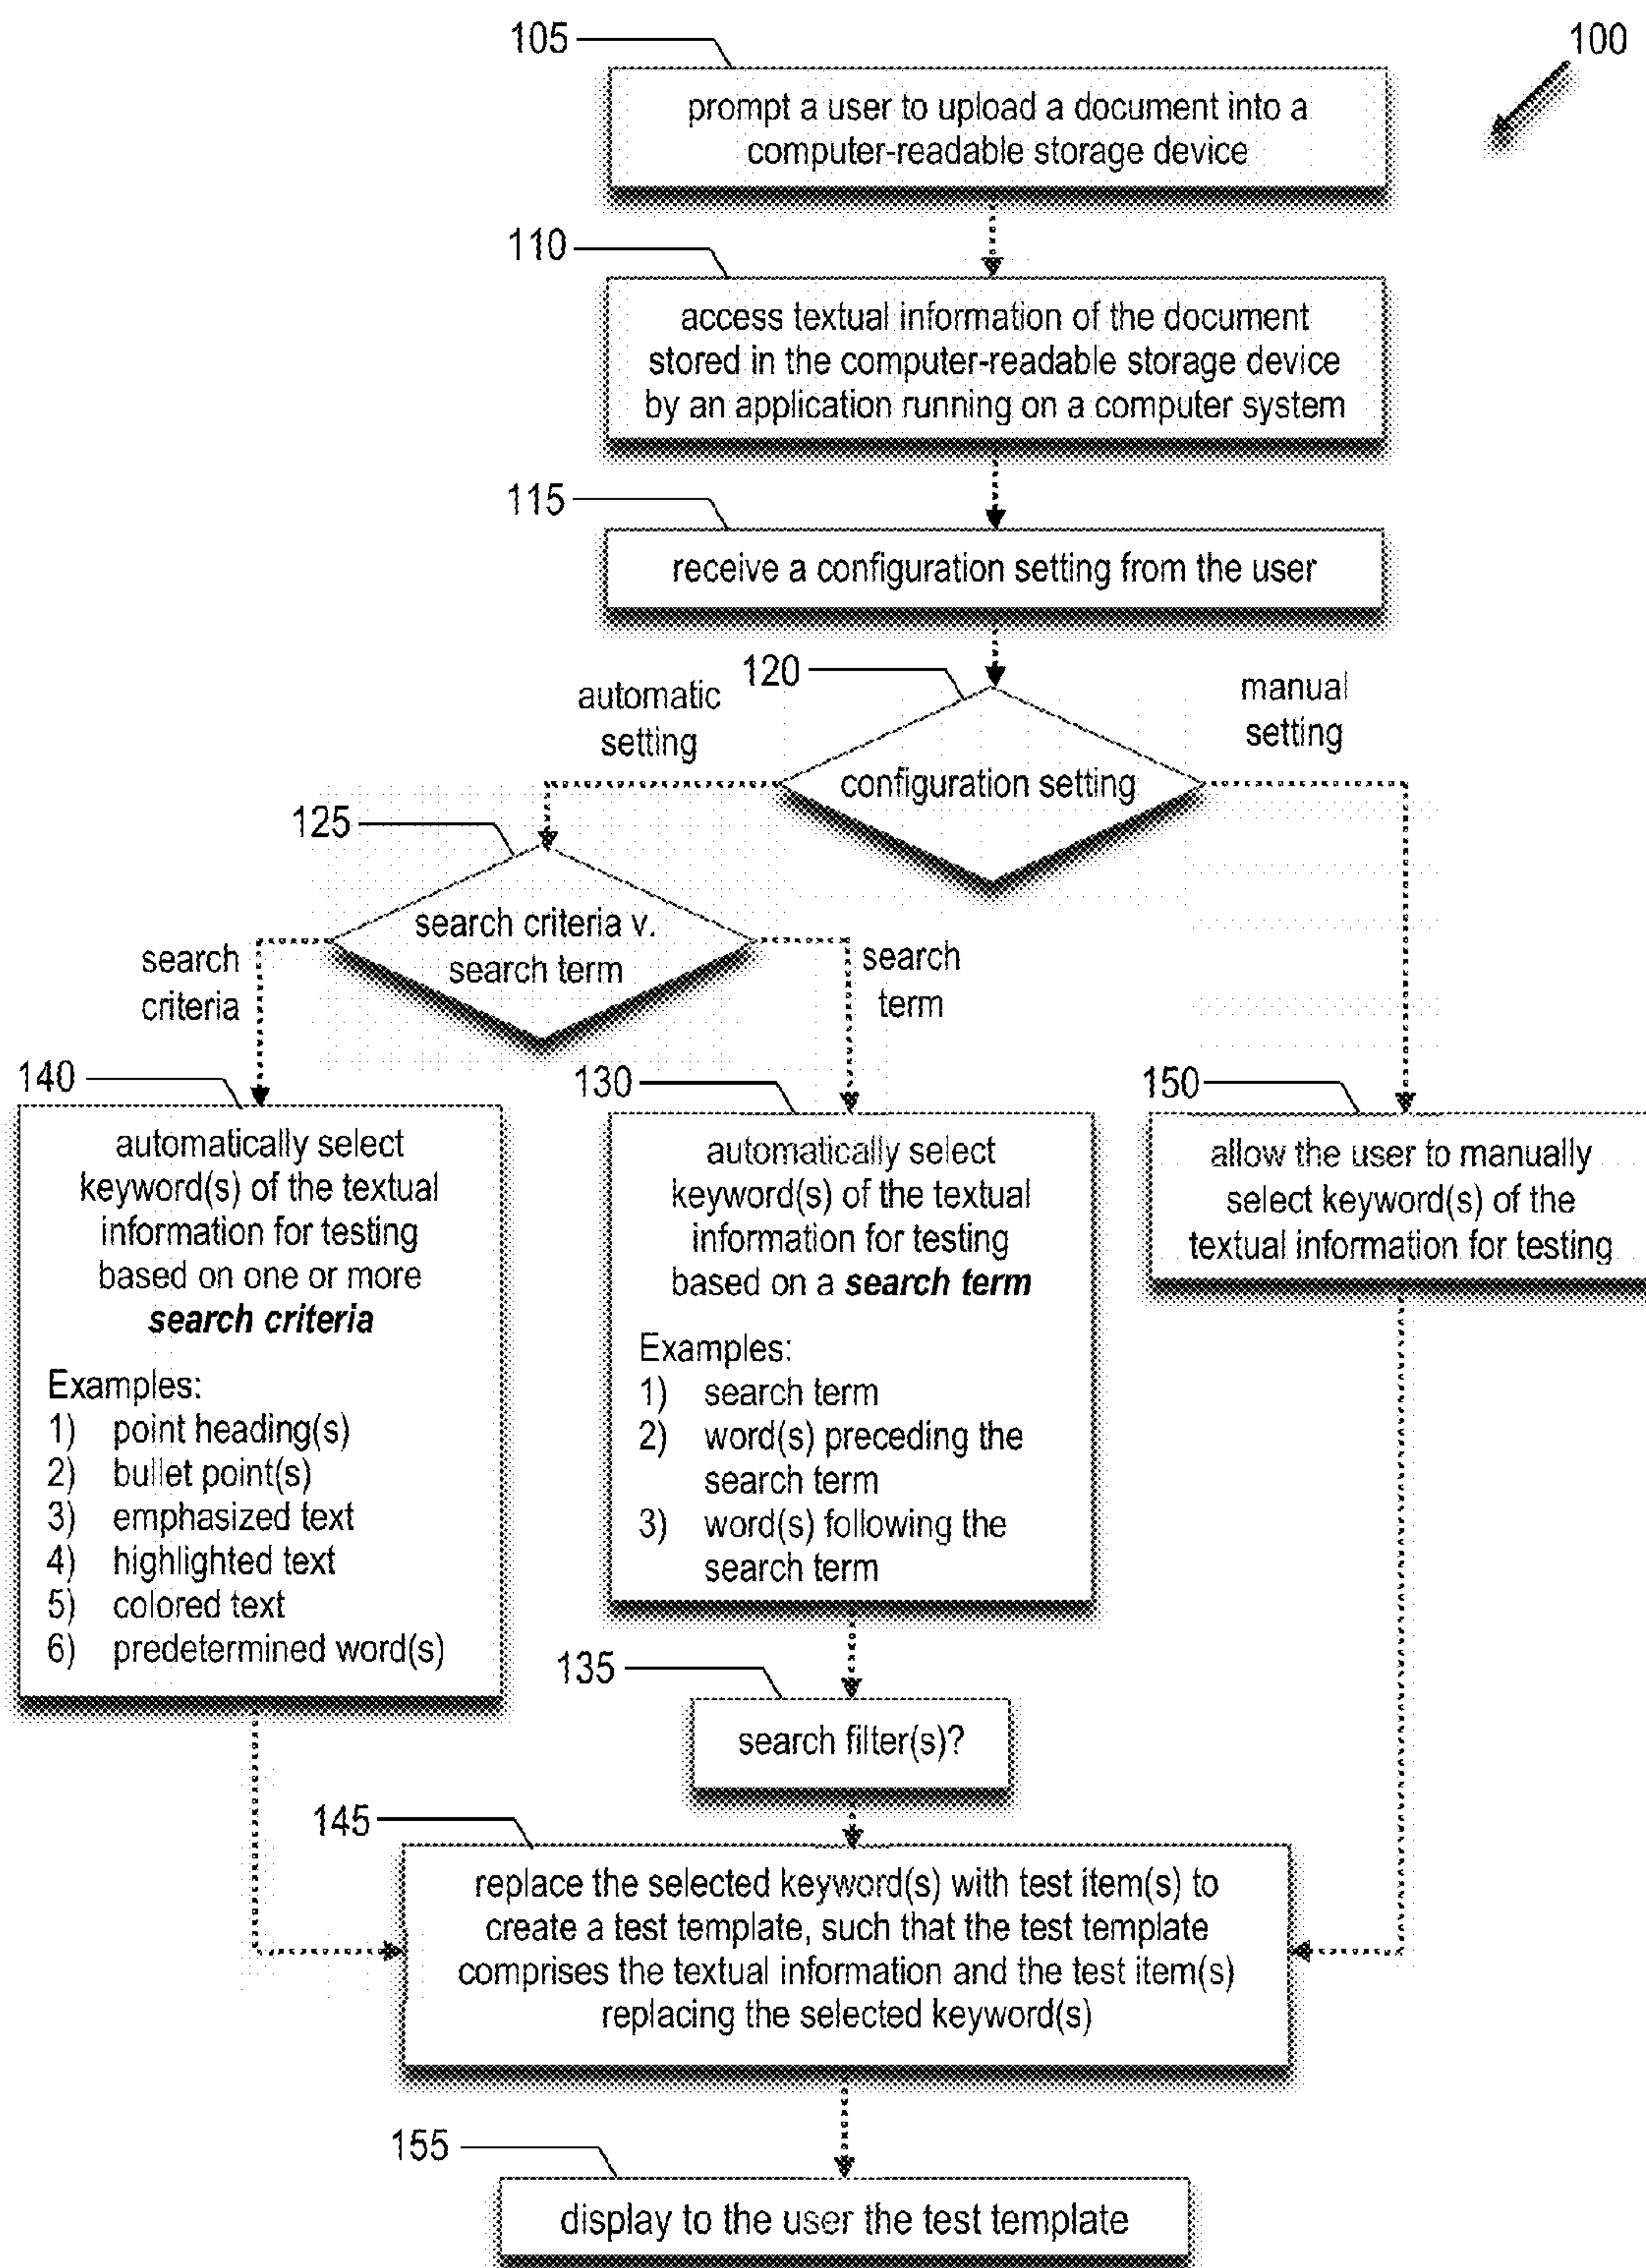 105
100
prompt a user to upload a document into a
computer-readable storage device
110
access textual information of the document
stored in the computer-readable storage device
by an application running on a computer system
115
receive a configuration setting from the user
120
automatic
setting
manual
setting
configuration setting
125
search criteria v.
search term
search
criteria
search
term
140
automatically select
keyword(s) of the textual
information for testing
based on one or more
search criteria
Examples:
1) point heading(s)
2) bullet point(s)
3) emphasized text
4) highlighted text
5) colored text
6) predetermined word(s)
130
automatically select
keyword(s) of the textual
information for testing
based on a search term
Examples:
1) search term
2) word(s) preceding the
search term
3) word(s) following the
search term
150
allow the user to manually
select keyword(s) of the
textual information for testing
135
search filter(s)?
145
replace the selected keyword(s) with test item(s) to
create a test template, such that the test template
comprises the textual information and the test item(s)
replacing the selected keyword(s)
155
display to the user the test template